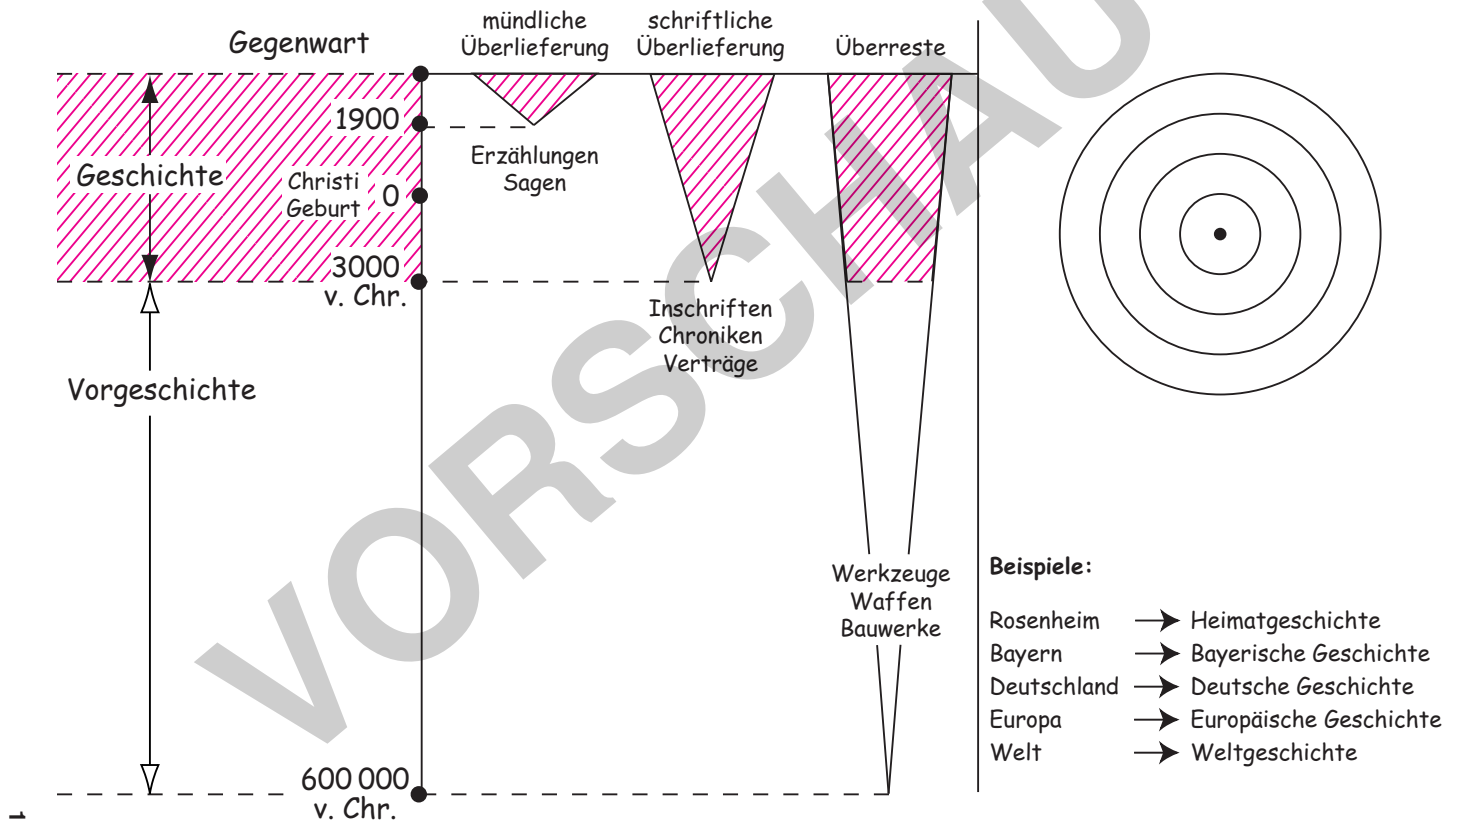 Gegenwart
mündliche
Überlieferung
schriftliche
Überlieferung
Überreste
1900
Geschichte
Christi
Geburt
0
3000
v. Chr.
Erzählungen
Sagen
Inschriften
Chroniken
Verträge
Vorgeschichte
Werkzeuge
Waffen
Bauwerke
600 000
v. Chr.
Beispiele:
Rosenheim Heimatgeschichte
Bayern Bayerische Geschichte
Deutschland Deutsche Geschichte
Europa Europäische Geschichte
Welt Weltgeschichte
VORSCHAU
1